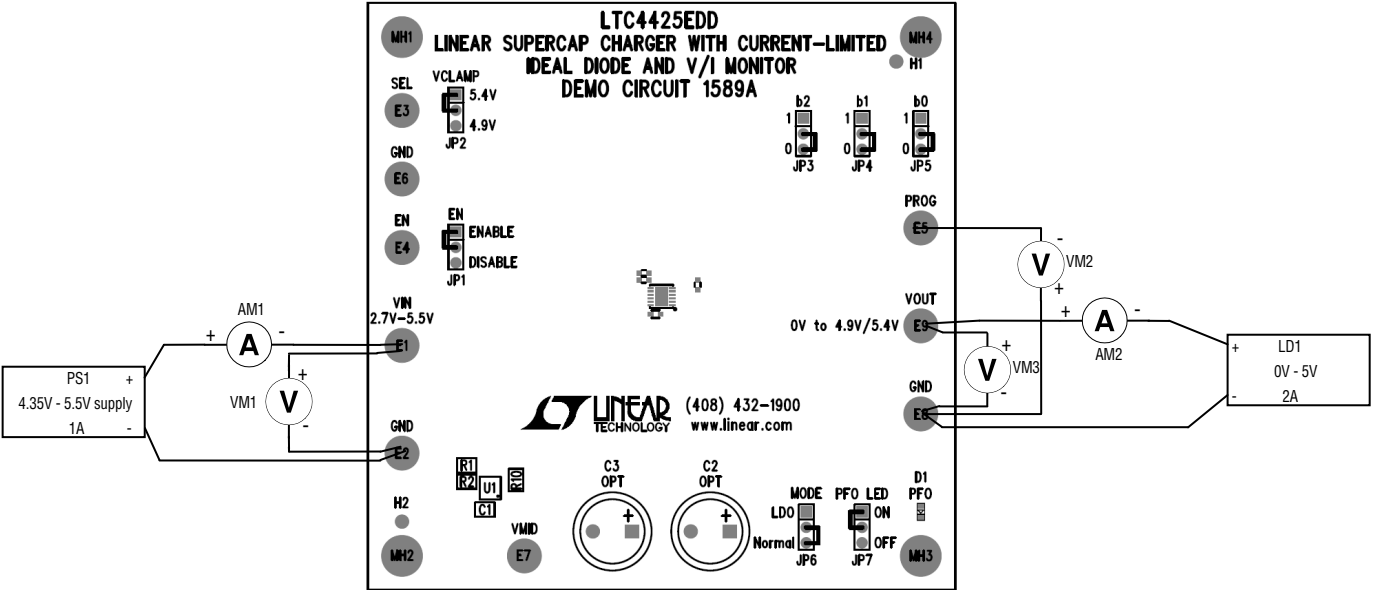 LTC4425EDD
LINEAR SUPERCAP CHARGER WITH CURRENT-LIMITED
IDEAL DIODE AND V/I MONITOR
DEMO CIRCUIT 1589A
MH1
MH4
H1
SEL
E3
VCLAMP
5.4V
4.9V
JP2
b2
1
0
JP3
b1
1
0
JP4
b0
1
0
JP5
GND
E6
EN
E4
EN
ENABLE
DISABLE
JP1
PROG
E5
-
V
VM2
+
VIN
2.7V-5.5V
E1
AM1
+
A
-
PS1
+
4.35V - 5.5V supply
1A
-
+
VM1
V
-
GND
E2
VOUT
0V to 4.9V/5.4V
E9
+
V
VM3
-
+
A
-
AM2
LD1
+
0V - 5V
-
2A
GND
E8
LINEAR
TECHNOLOGY
(408) 432-1900
www.linear.com
R1
R2
U1
R10
C1
H2
MH2
VMID
E7
C3
OPT
+
C2
OPT
+
MODE
LDO
Normal
JP6
PFO LED
ON
OFF
JP7
D1
PFO
MH3